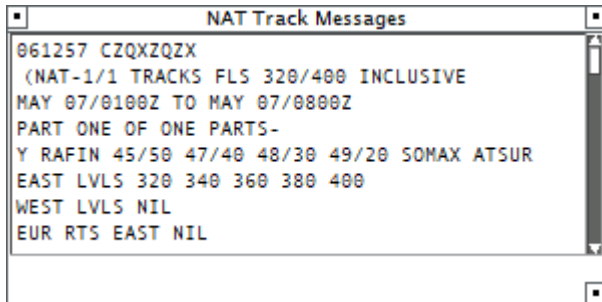 NAT Track Messages
061257 CZQXZQZX
(NAT-1/1 TRACKS FLS 320/400 INCLUSIVE
MAY 07/0100Z TO MAY 07/0800Z
PART ONE OF ONE PARTS-
Y RAFIN 45/50 47/40 48/30 49/20 SOMAX ATSUR
EAST LVLS 320 340 360 380 400
WEST LVLS NIL
EUR RTS EAST NIL